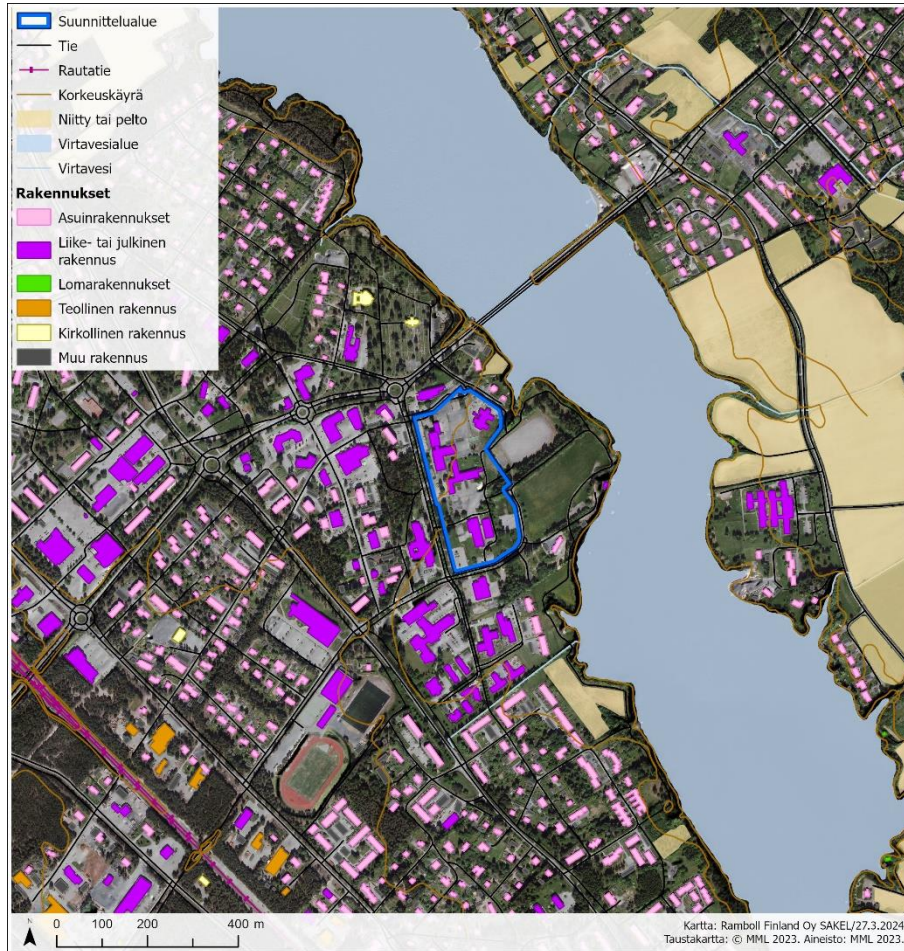 Suunnittelualue
Tie
Rautatie
Korkeuskäyrä
Niitty tai pelto
Virtavesialue
Virtavesi
Rakennukset
Asuinrakennukset
Liike- tai julkinen
rakennus
Lomarakennukset
Teollinen rakennus
Kirkollinen rakennus
Muu rakennus
N
0 100 200 400 m
Kartta: Ramboll Finland Oy SAKEL/27.3.2024
Taustakartta: © MML 2023. Aineisto: MML 2023